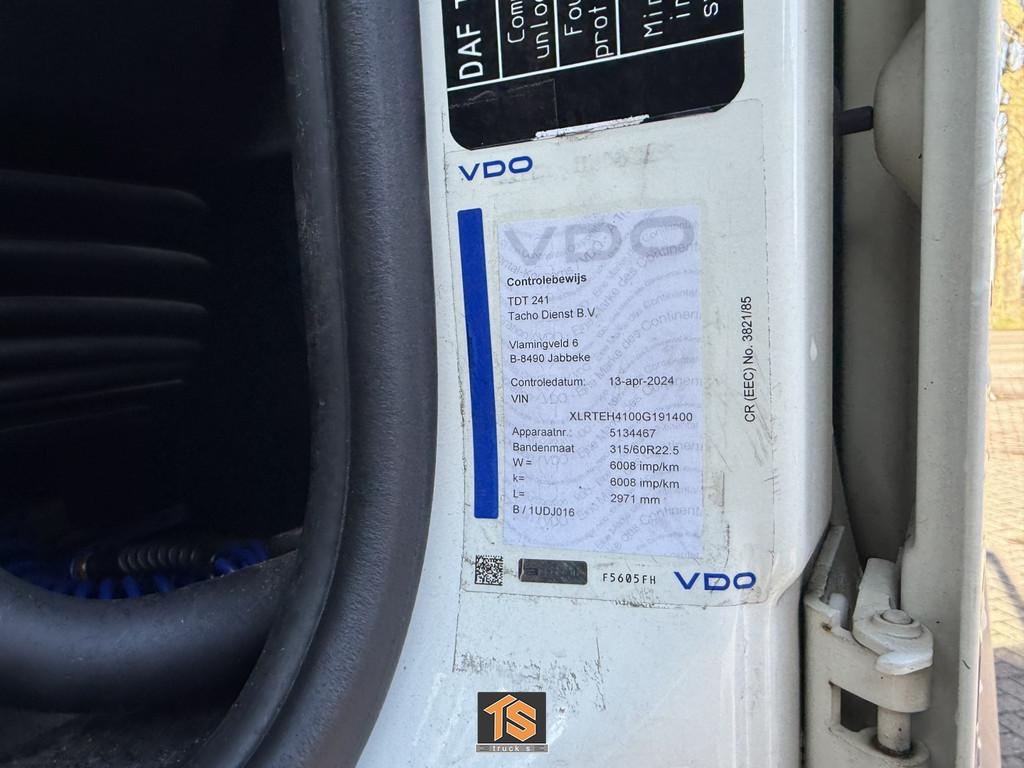 DAF
VDO
VDO
Controlebewijs
TDT 241
Tacho Dienst B.V.
Vlamingveld 6
B-8490 Jabbeke
Controledatum: 13-apr-2024
VIN
XLRTEH4100G191400
Apparaatnr.: 5134467
Bandenmaat 315/60R22.5
W = 6008 imp/km
k= 6008 imp/km
L= 2971 mm
B / 1UDJ016
CR (EEC) No. 3821/85
F5605FH
VDO
TS
trucks